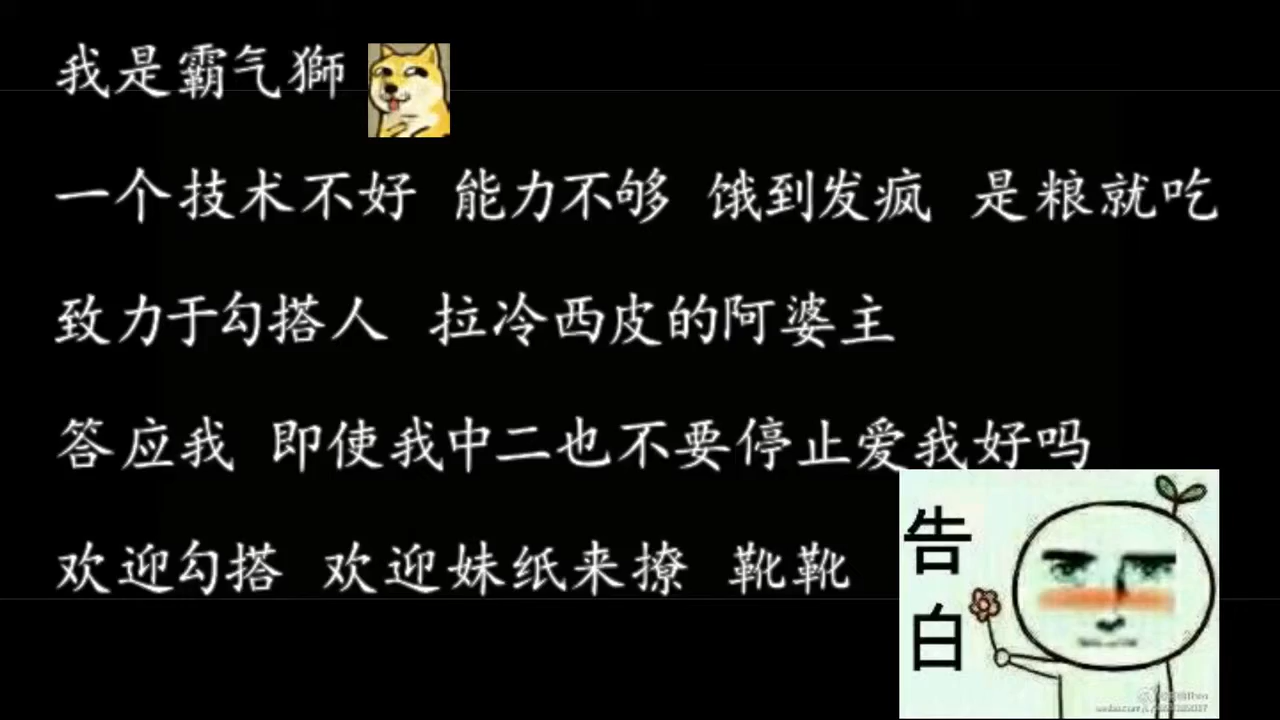 我是霸气獅
一个技术不好 能力不够 饿到发疯 是粮就吃
致力于勾搭人 拉冷西皮的阿婆主
答应我 即使我中二也不要停止爱我好吗
欢迎勾搭 欢迎妹纸来撩 靴靴
告白